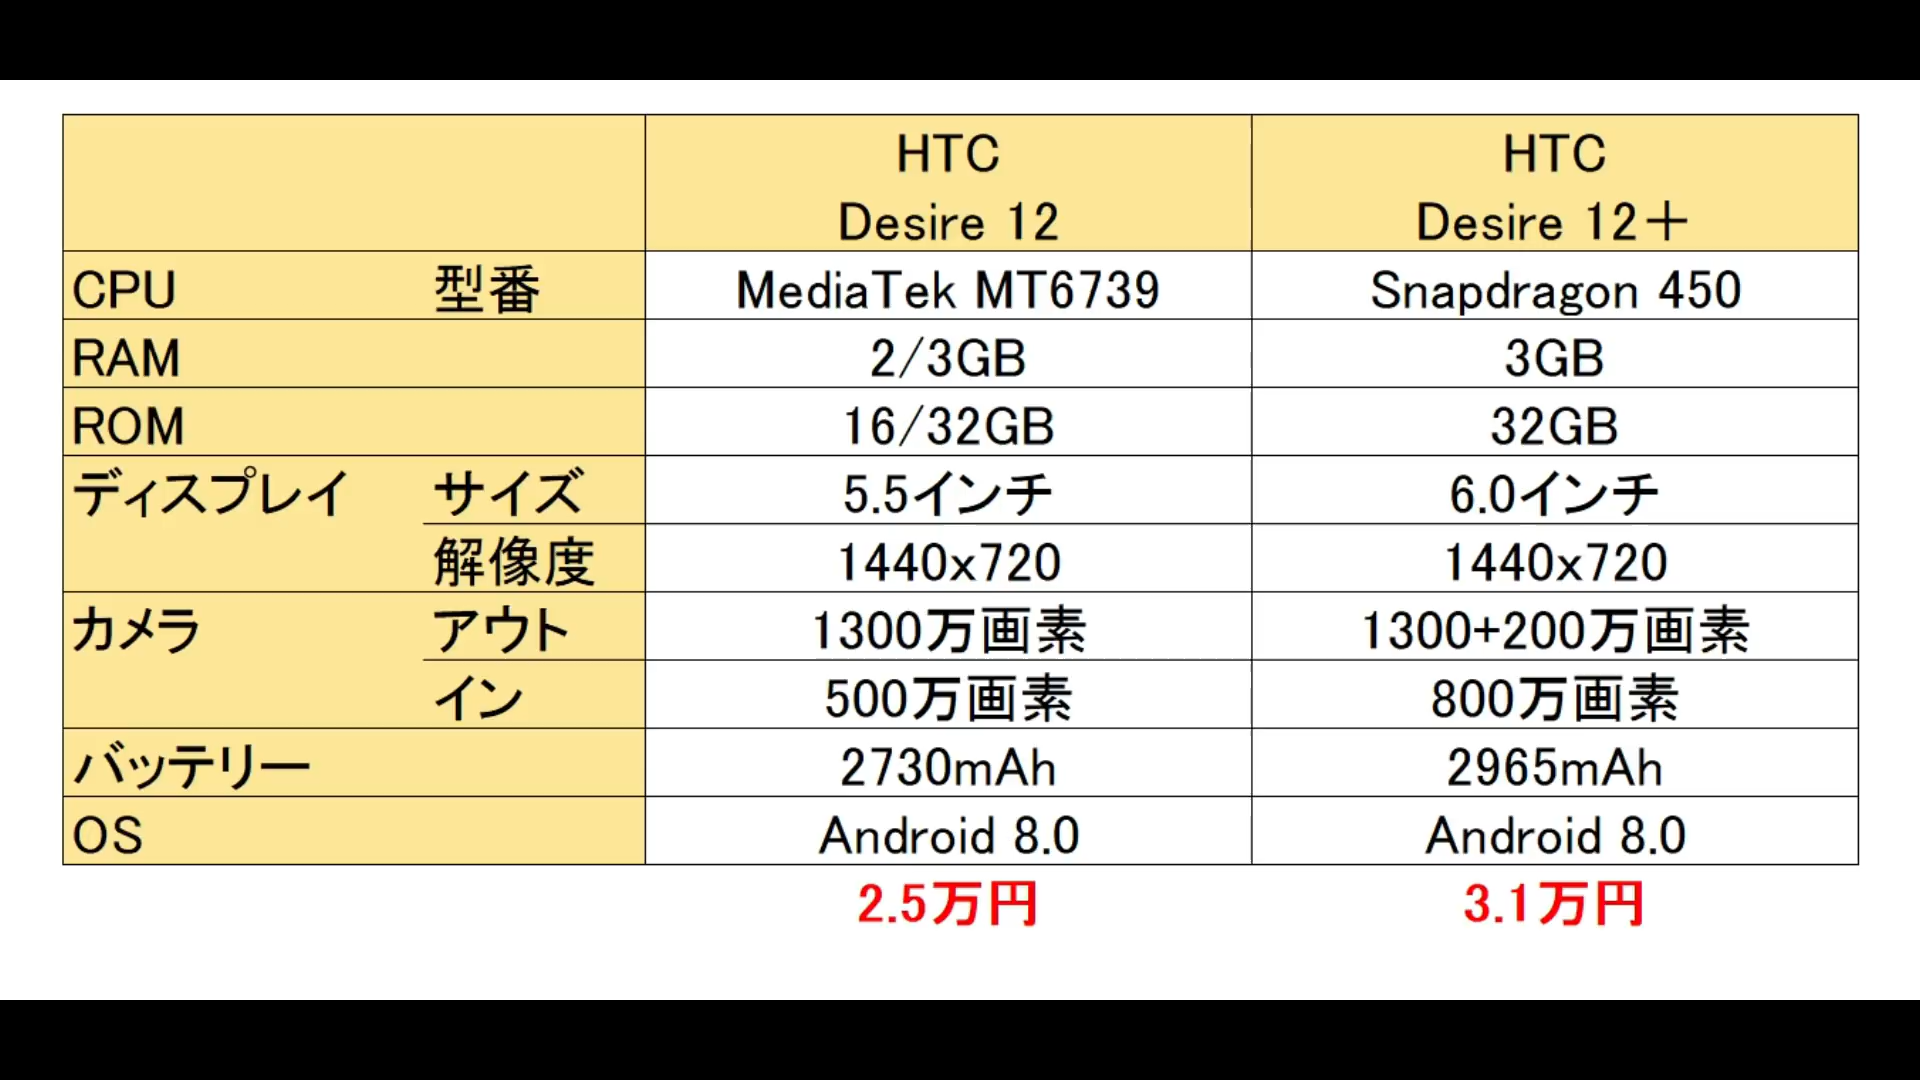 HTC
Desire 12
HTC
Desire 12＋
CPU 型番 MediaTek MT6739 Snapdragon 450
RAM 2/3GB 3GB
ROM 16/32GB 32GB
ディスプレイ サイズ 5.5インチ 6.0インチ
解像度 1440x720 1440x720
カメラ アウト 1300万画素 1300+200万画素
イン 500万画素 800万画素
バッテリー 2730mAh 2965mAh
OS Android 8.0 Android 8.0
2.5万円 3.1万円